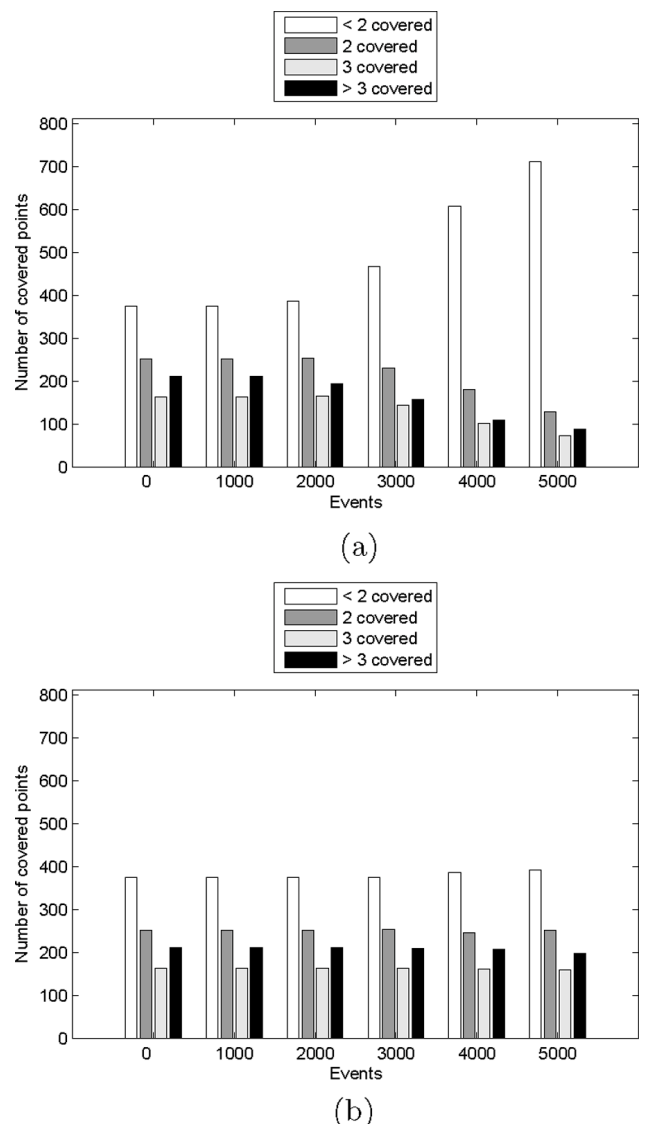 < 2 covered
2 covered
3 covered
> 3 covered
800
700
600
500
400
300
200
100
0
Number of covered points
0 1000 2000 3000 4000 5000
Events
(a)
< 2 covered
2 covered
3 covered
> 3 covered
800
700
600
500
400
300
200
100
0
Number of covered points
0 1000 2000 3000 4000 5000
Events
(b)